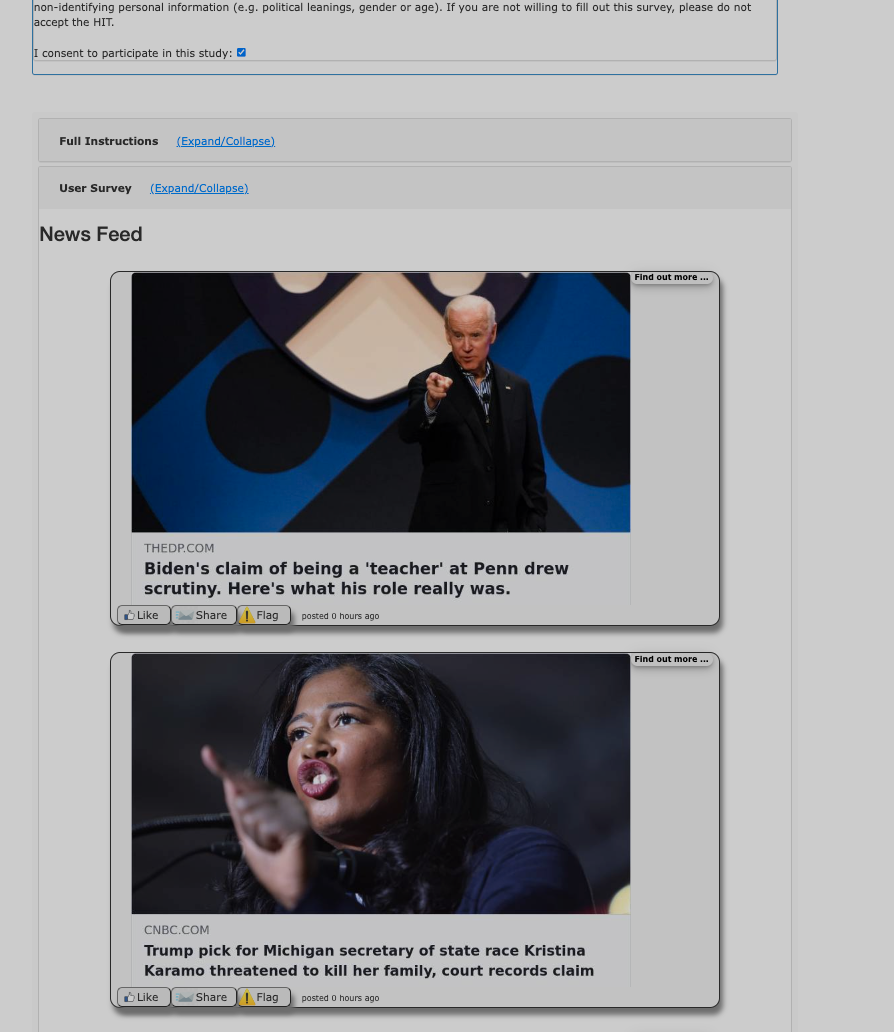 non-identifying personal information (e.g. political leanings, gender or age). If you are not willing to fill out this survey, please do not
accept the HIT.
I consent to participate in this study:
Full Instructions (Expand/Collapse)
User Survey (Expand/Collapse)
News Feed
Find out more ...
THEDP.COM
Biden's claim of being a 'teacher' at Penn drew
scrutiny. Here's what his role really was.
Like Share Flag posted 0 hours ago
Find out more ...
CNBC.COM
Trump pick for Michigan secretary of state race Kristina
Karamo threatened to kill her family, court records claim
Like Share Flag posted 0 hours ago